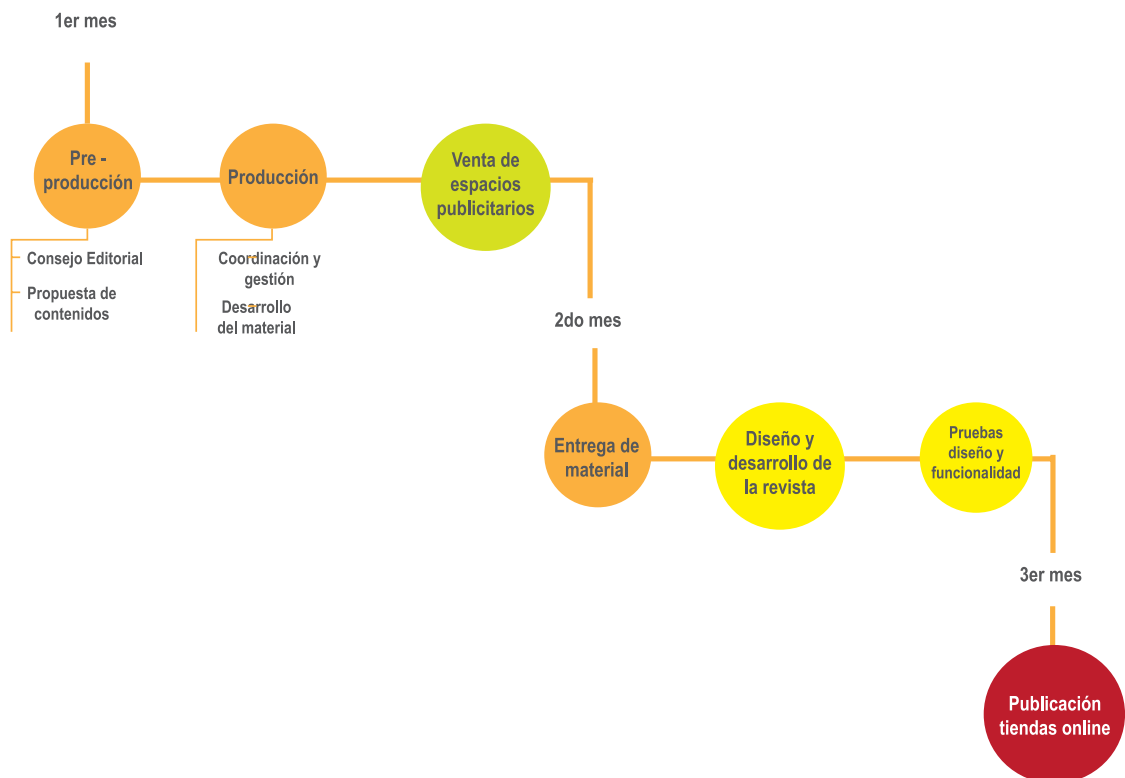 1er mes
Pre -
producción
Producción
Venta de
espacios
publicitarios
Consejo Editorial
Propuesta de
contenidos
Coordinación y
gestión
Desarrollo
del material
2do mes
Entrega de
material
Diseño y
desarrollo de
la revista
Pruebas
diseño y
funcionalidad
3er mes
Publicación
tiendas online